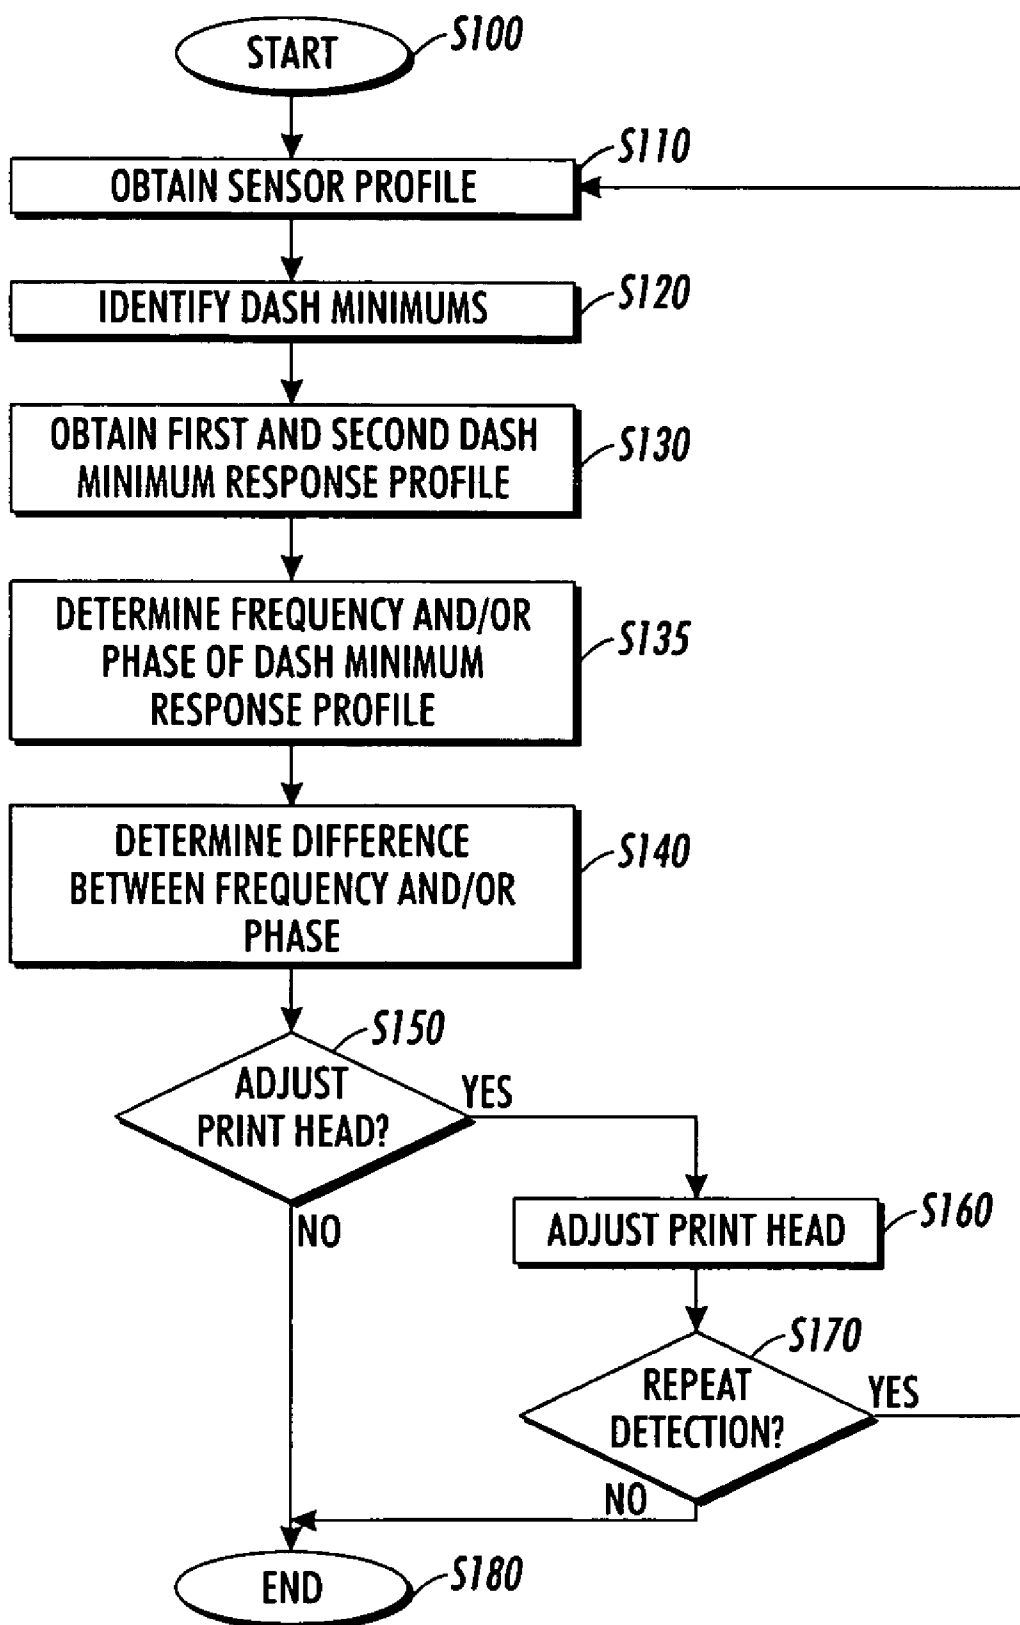 START
S100
OBTAIN SENSOR PROFILE
S110
IDENTIFY DASH MINIMUMS
S120
OBTAIN FIRST AND SECOND DASH
MINIMUM RESPONSE PROFILE
S130
DETERMINE FREQUENCY AND/OR
PHASE OF DASH MINIMUM
RESPONSE PROFILE
S135
DETERMINE DIFFERENCE
BETWEEN FREQUENCY AND/OR
PHASE
S140
ADJUST
PRINT HEAD?
S150
YES
NO
ADJUST PRINT HEAD
S160
REPEAT
DETECTION?
S170
YES
NO
END
S180